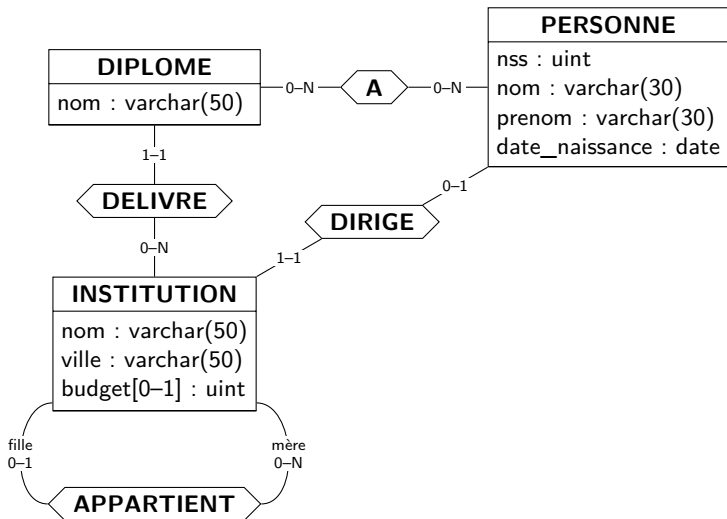 DIPLOME
nom : varchar(50)
0–N
A
0–N
PERSONNE
nss : uint
nom : varchar(30)
prenom : varchar(30)
date_naissance : date
1–1
DELIVRE
0–N
0–1
DIRIGE
1–1
INSTITUTION
nom : varchar(50)
ville : varchar(50)
budget[0–1] : uint
fille
0–1
mère
0–N
APPARTIENT